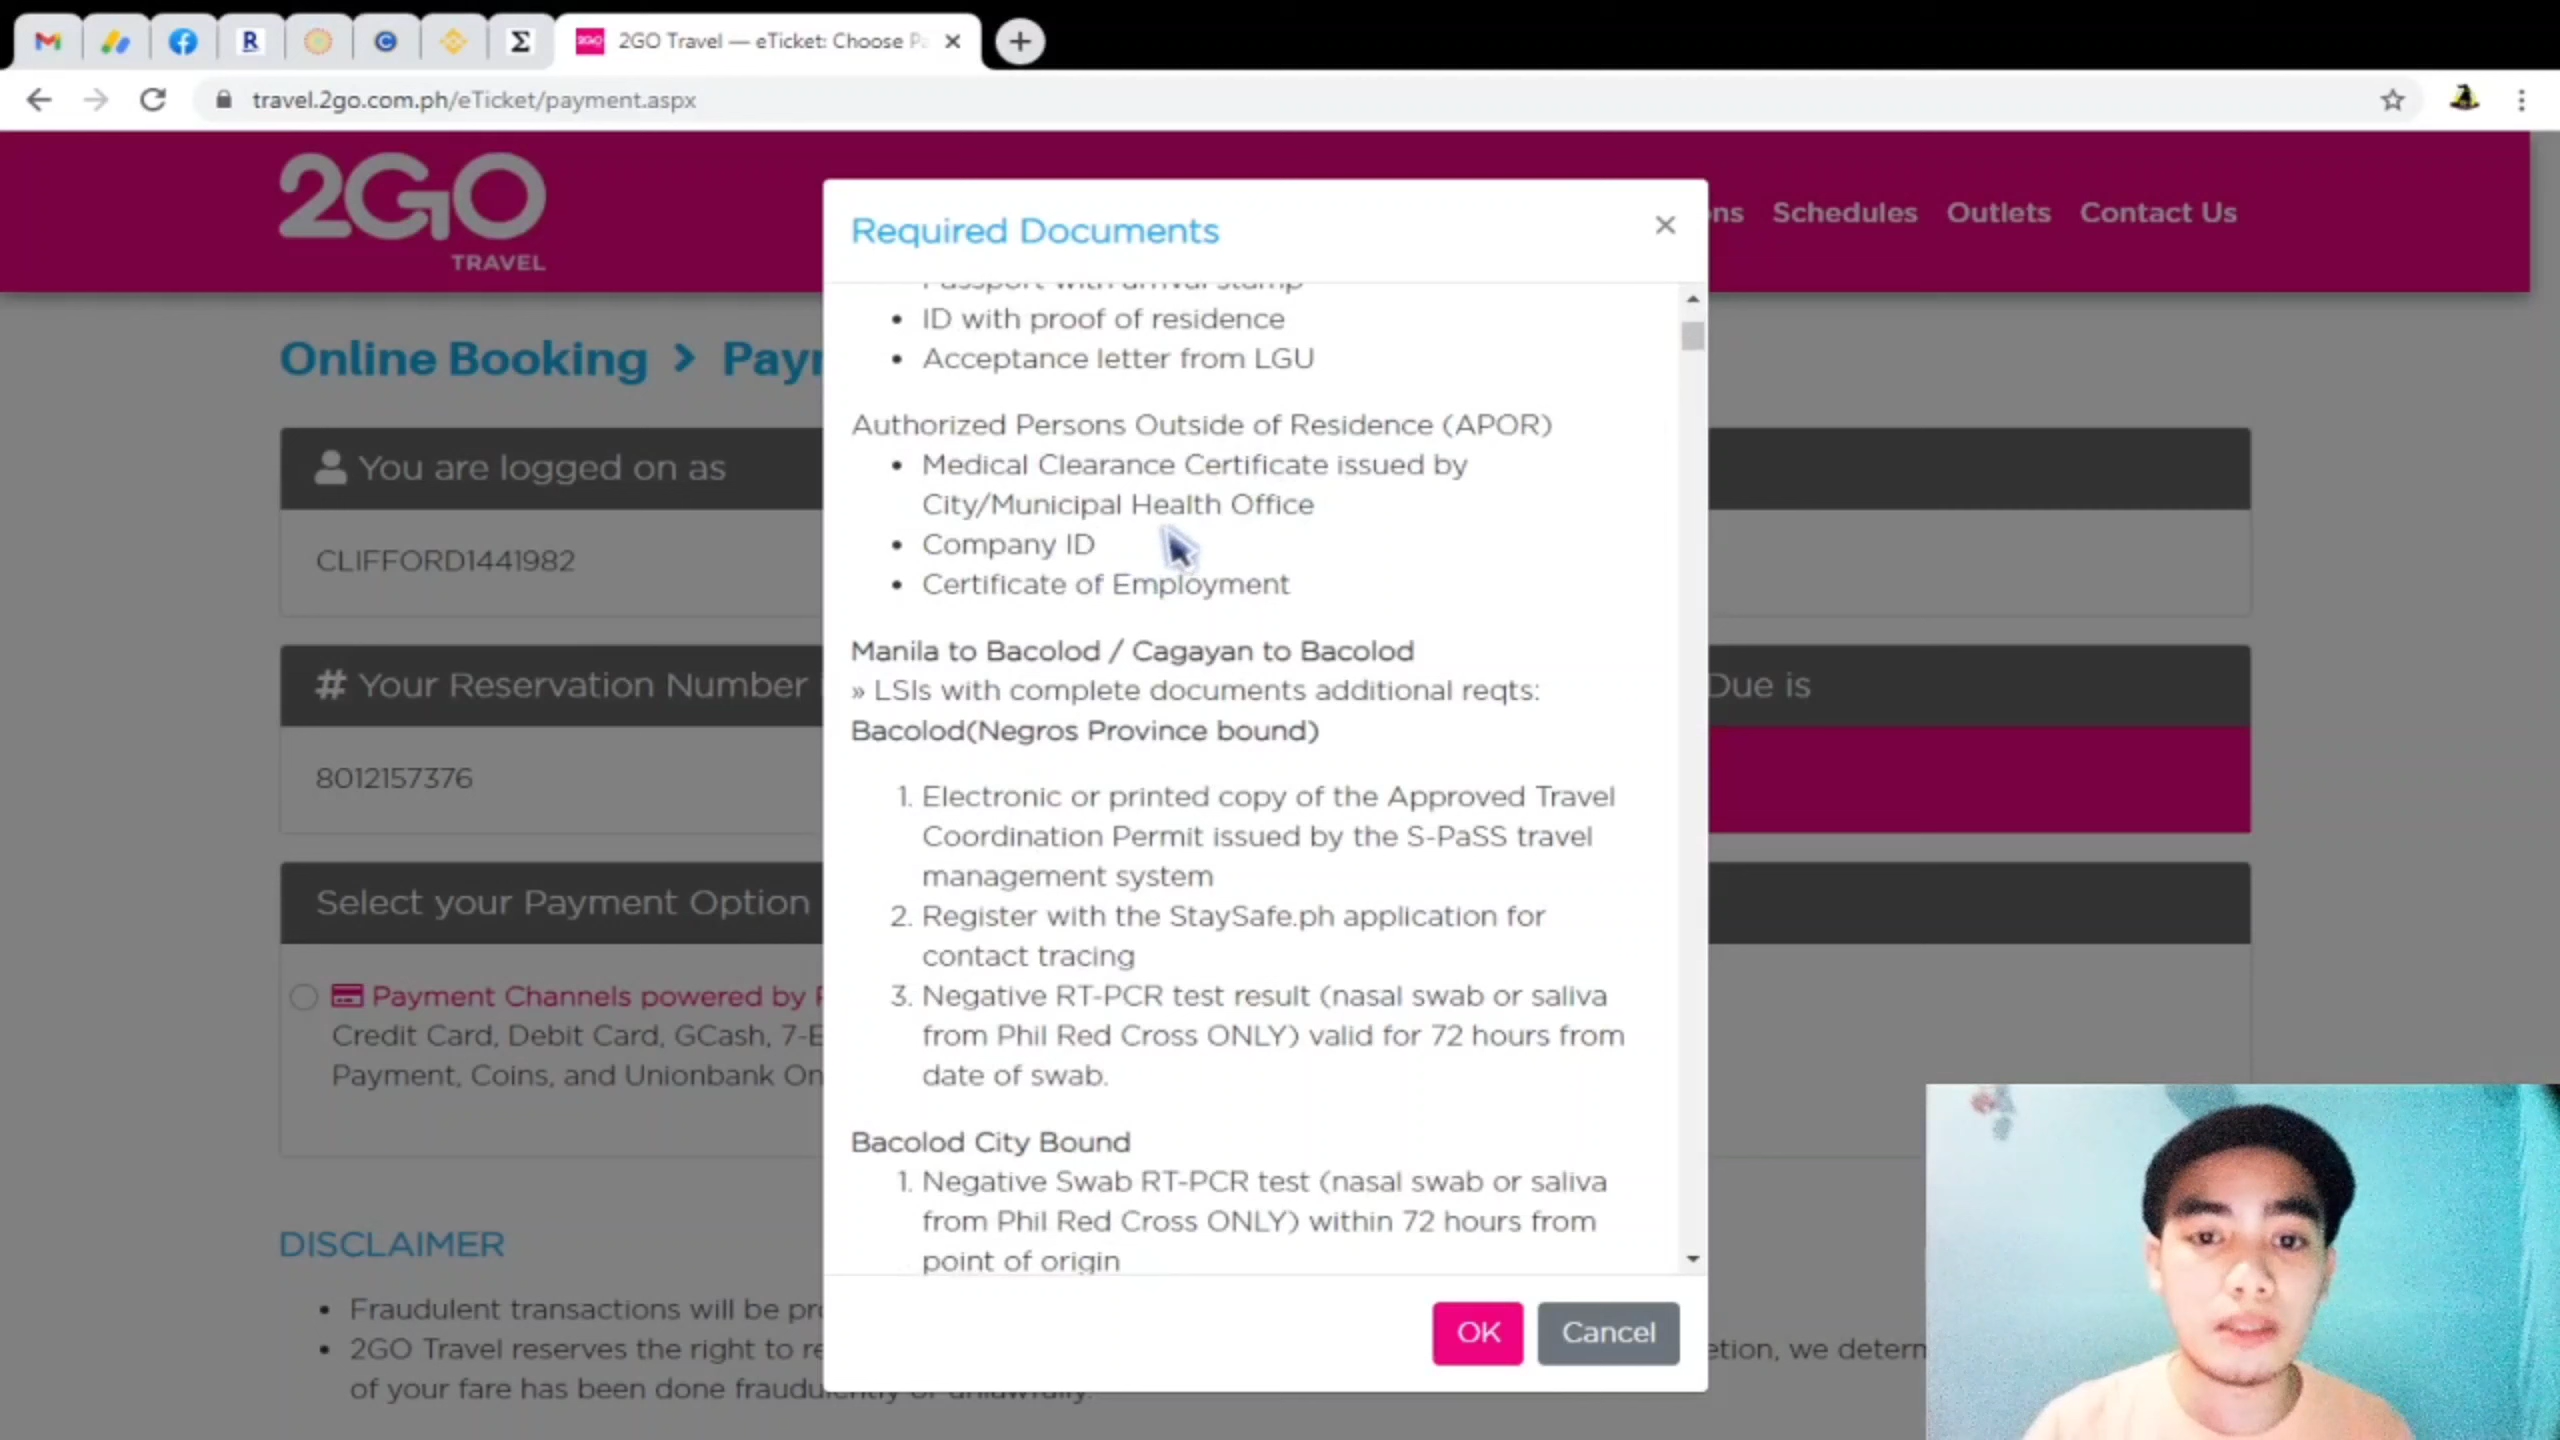 2GO Travel — eTicket: Choose Pa
travel.2go.com.ph/eTicket/payment.aspx
2GO
TRAVEL
Schedules Outlets Contact Us
Online Booking >
You are logged on as
CLIFFORD1441982
# Your Reservation Number
8012157376
Due is
Select your Payment Option
Payment Channels powered by
Credit Card, Debit Card, GCash,
Payment, Coins, and Unionbank
DISCLAIMER
• Fraudulent transactions will be
• 2GO Travel reserves the right to
we
of your fare has been done fraudulently or unlawfully.
Required Documents ×
Passport with arrival stamp
• ID with proof of residence
• Acceptance letter from LGU
Authorized Persons Outside of Residence (APOR)
• Medical Clearance Certificate issued by
City/Municipal Health Office
• Company ID
• Certificate of Employment
Manila to Bacolod / Cagayan to Bacolod
» LSIs with complete documents additional reqts:
Bacolod(Negros Province bound)
1. Electronic or printed copy of the Approved Travel
Coordination Permit issued by the S-PaSS travel
management system
2. Register with the StaySafe.ph application for
contact tracing
3. Negative RT-PCR test result (nasal swab or saliva
from Phil Red Cross ONLY) valid for 72 hours from
date of swab.
Bacolod City Bound
1. Negative Swab RT-PCR test (nasal swab or saliva
from Phil Red Cross ONLY) within 72 hours from
point of origin
OK Cancel